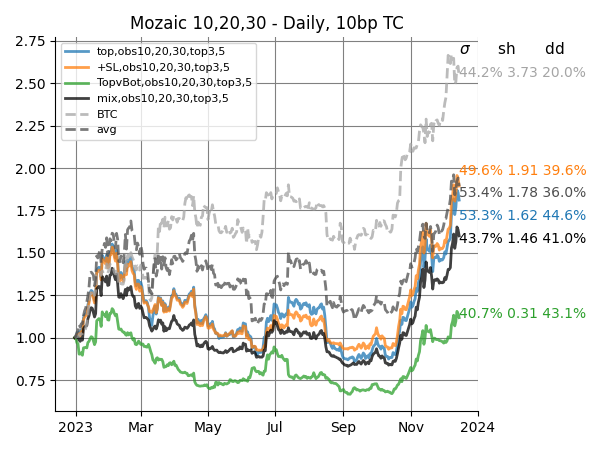 Mozaic 10,20,30 - Daily, 10bp TC
σ sh dd
top,obs10,20,30,top3,5
+SL,obs10,20,30,top3,5
TopvBot,obs10,20,30,top3,5
mix,obs10,20,30,top3,5
BTC
avg
44.2% 3.73 20.0%
49.6% 1.91 39.6%
53.4% 1.78 36.0%
53.3% 1.62 44.6%
43.7% 1.46 41.0%
40.7% 0.31 43.1%
2.75
2.50
2.25
2.00
1.75
1.50
1.25
1.00
0.75
2023 Mar May Jul Sep Nov 2024